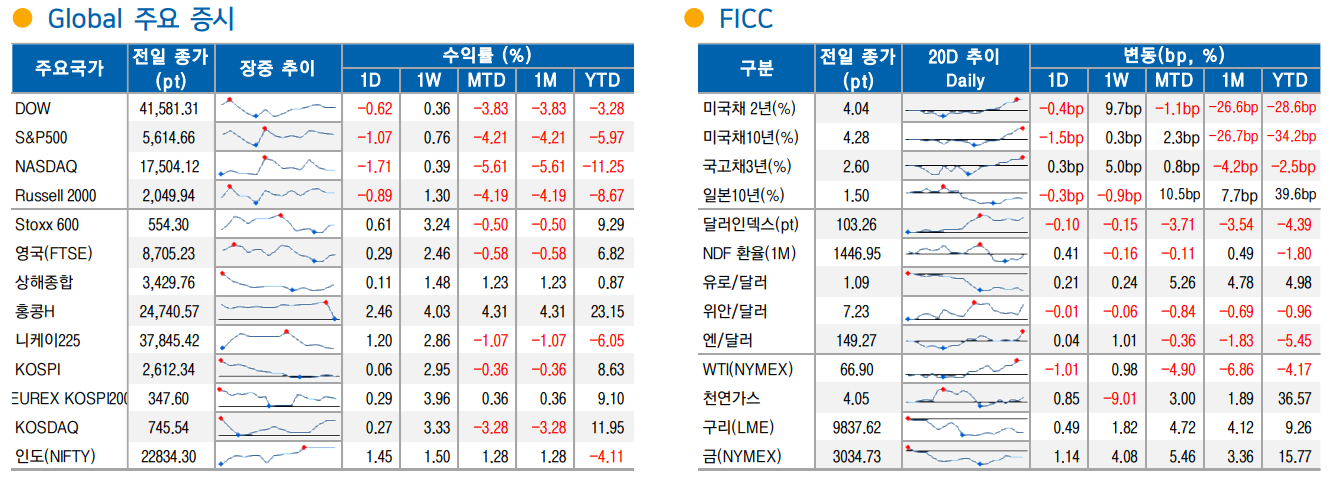 Global 주요 증시
주요국가 전일 종가 (pt) 장중 추이 수익률 (%)
1D 1W MTD 1M YTD
DOW 41,581.31 −0.62 0.36 −3.83 −3.83 −3.28
S&P500 5,614.66 −1.07 0.76 −4.21 −4.21 −5.97
NASDAQ 17,504.12 −1.71 0.39 −5.61 −5.61 −11.25
Russell 2000 2,049.94 −0.89 1.30 −4.19 −4.19 −8.67
Stoxx 600 554.30 0.61 3.24 −0.50 −0.50 9.29
영국(FTSE) 8,705.23 0.29 2.46 −0.58 −0.58 6.82
상해종합 3,429.76 0.11 1.48 1.23 1.23 0.87
홍콩H 24,740.57 2.46 4.03 4.31 4.31 23.15
니케이225 37,845.42 1.20 2.86 −1.07 −1.07 −6.05
KOSPI 2,612.34 0.06 2.95 −0.36 −0.36 8.63
EUREX KOSPI200 347.60 0.29 3.96 0.36 0.36 9.10
KOSDAQ 745.54 0.27 3.33 −3.28 −3.28 11.95
인도(NIFTY) 22834.30 1.45 1.50 1.28 1.28 −4.11
FICC
구분 전일 종가 (pt) 20D 추이 Daily 변동(bp, %)
1D 1W MTD 1M YTD
미국채 2년(%) 4.04 −0.4bp 9.7bp −1.1bp −26.6bp −28.6bp
미국채10년(%) 4.28 −1.5bp 0.3bp 2.3bp −26.7bp −34.2bp
국고채3년(%) 2.60 0.3bp 5.0bp 0.8bp −4.2bp −2.5bp
일본10년(%) 1.50 −0.3bp −0.9bp 10.5bp 7.7bp 39.6bp
달러인덱스(pt) 103.26 −0.10 −0.15 −3.71 −3.54 −4.39
NDF 환율(1M) 1446.95 0.41 −0.16 −0.11 0.49 −1.80
유로/달러 1.09 0.21 0.24 5.26 4.78 4.98
위안/달러 7.23 −0.01 −0.06 −0.84 −0.69 −0.96
엔/달러 149.27 0.04 1.01 −0.36 −1.83 −5.45
WTI(NYMEX) 66.90 −1.01 0.98 −4.90 −6.86 −4.17
천연가스 4.05 0.85 −9.01 3.00 1.89 36.57
구리(LME) 9837.62 0.49 1.82 4.72 4.12 9.26
금(NYMEX) 3034.73 1.14 4.08 5.46 3.36 15.77